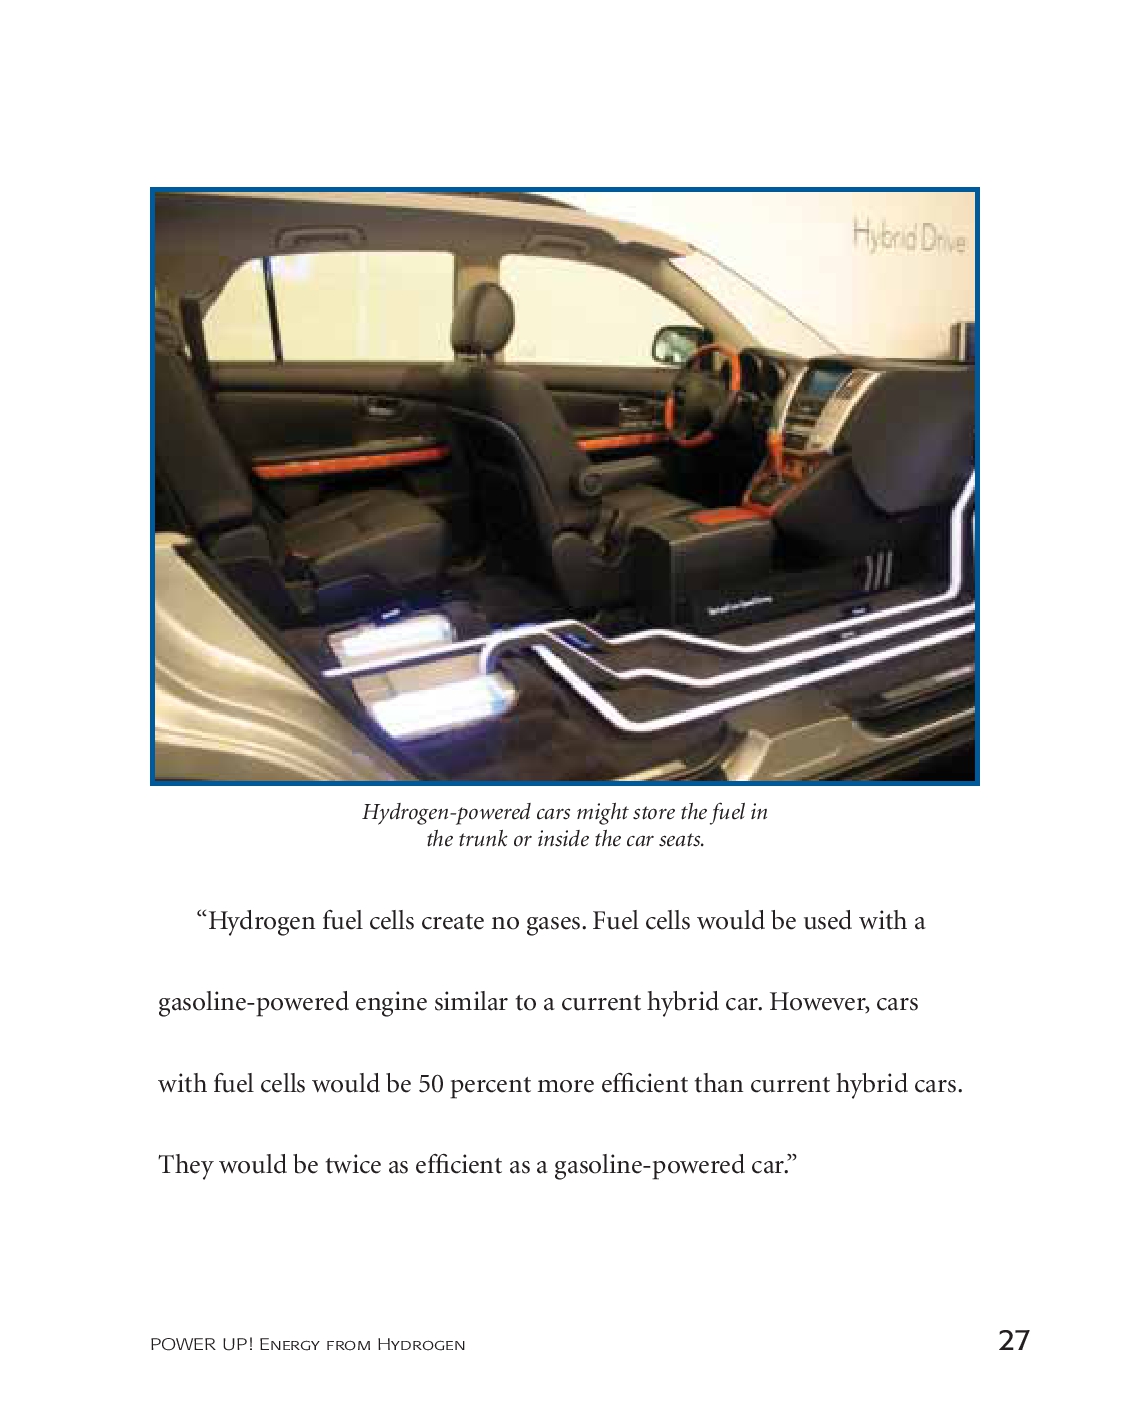 Hybrid Drive
Hydrogen-powered cars might store the fuel in
the trunk or inside the car seats.
“Hydrogen fuel cells create no gases. Fuel cells would be used with a
gasoline-powered engine similar to a current hybrid car. However, cars
with fuel cells would be 50 percent more efficient than current hybrid cars.
They would be twice as efficient as a gasoline-powered car.”
POWER UP! Energy from Hydrogen
27